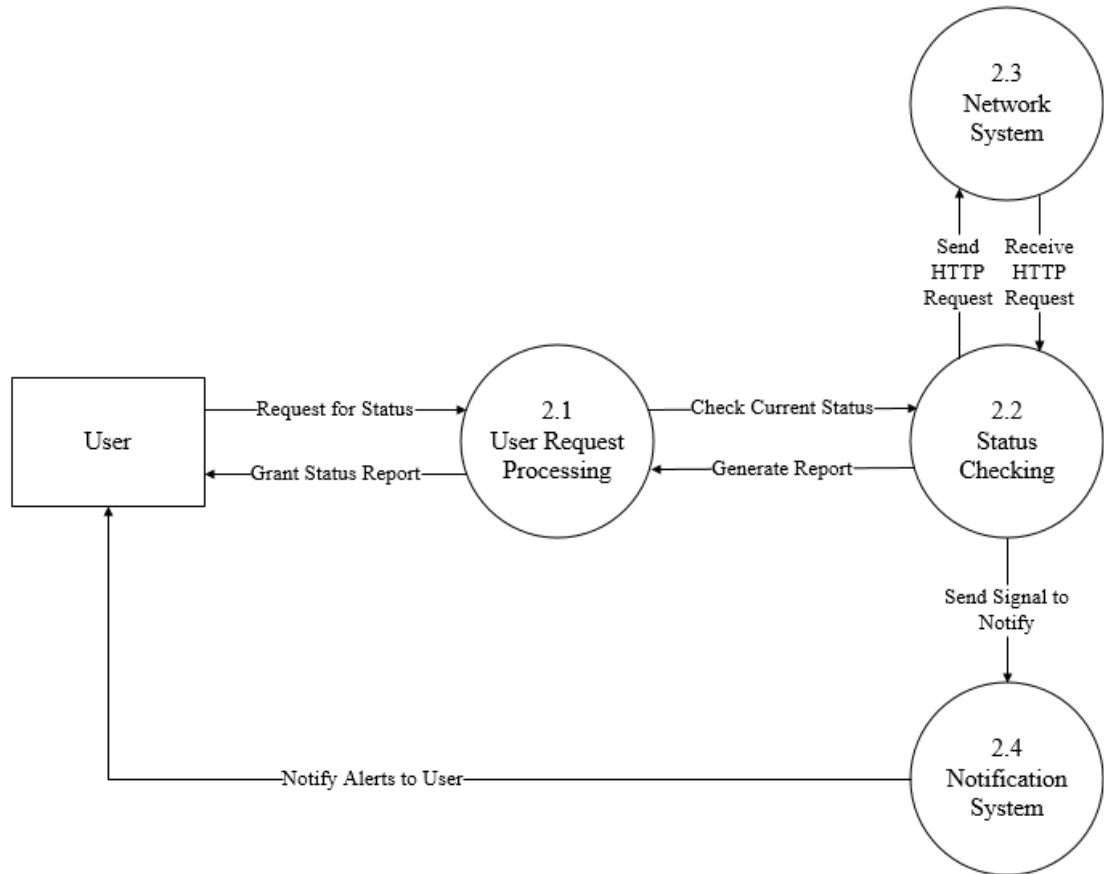 2.3
Network
System
Send
HTTP
Request
Receive
HTTP
Request
User
Request for Status
Grant Status Report
2.1
User Request
Processing
Check Current Status
Generate Report
2.2
Status
Checking
Send Signal to
Notify
2.4
Notification
System
Notify Alerts to User